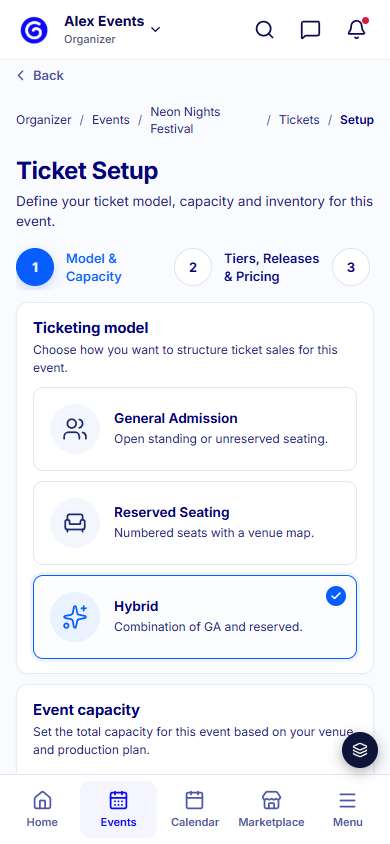 Alex Events
Organizer
Back
Organizer / Events / Neon Nights Festival / Tickets / Setup
Ticket Setup
Define your ticket model, capacity and inventory for this
event.
1 Model & Capacity
2 Tiers, Releases & Pricing
3
Ticketing model
Choose how you want to structure ticket sales for this
event.
General Admission
Open standing or unreserved seating.
Reserved Seating
Numbered seats with a venue map.
Hybrid
Combination of GA and reserved.
Event capacity
Set the total capacity for this event based on your venue
and production plan.
Home Events Calendar Marketplace Menu